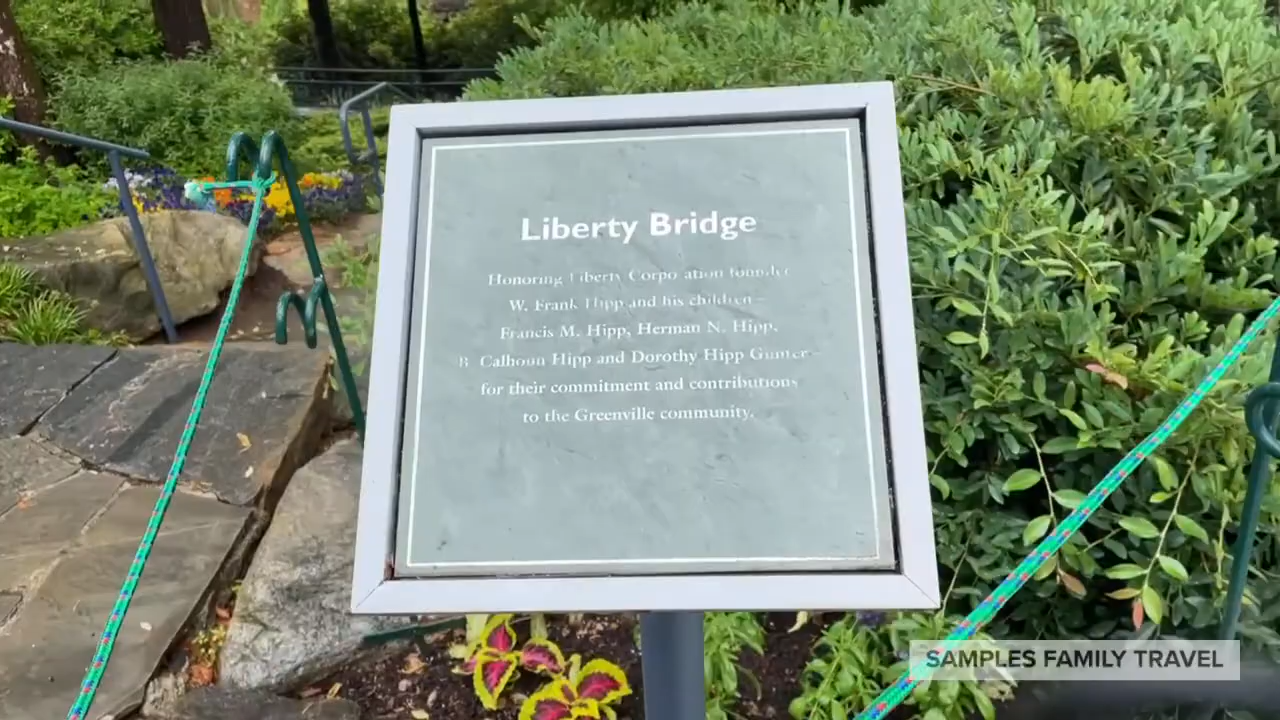 Liberty Bridge
Honoring Liberty Corporation founder
W. Frank Hipp and his children –
Francis M. Hipp, Herman N. Hipp,
B. Calhoun Hipp and Dorothy Hipp Gunter
for their commitment and contributions
to the Greenville community.
SAMPLES FAMILY TRAVEL